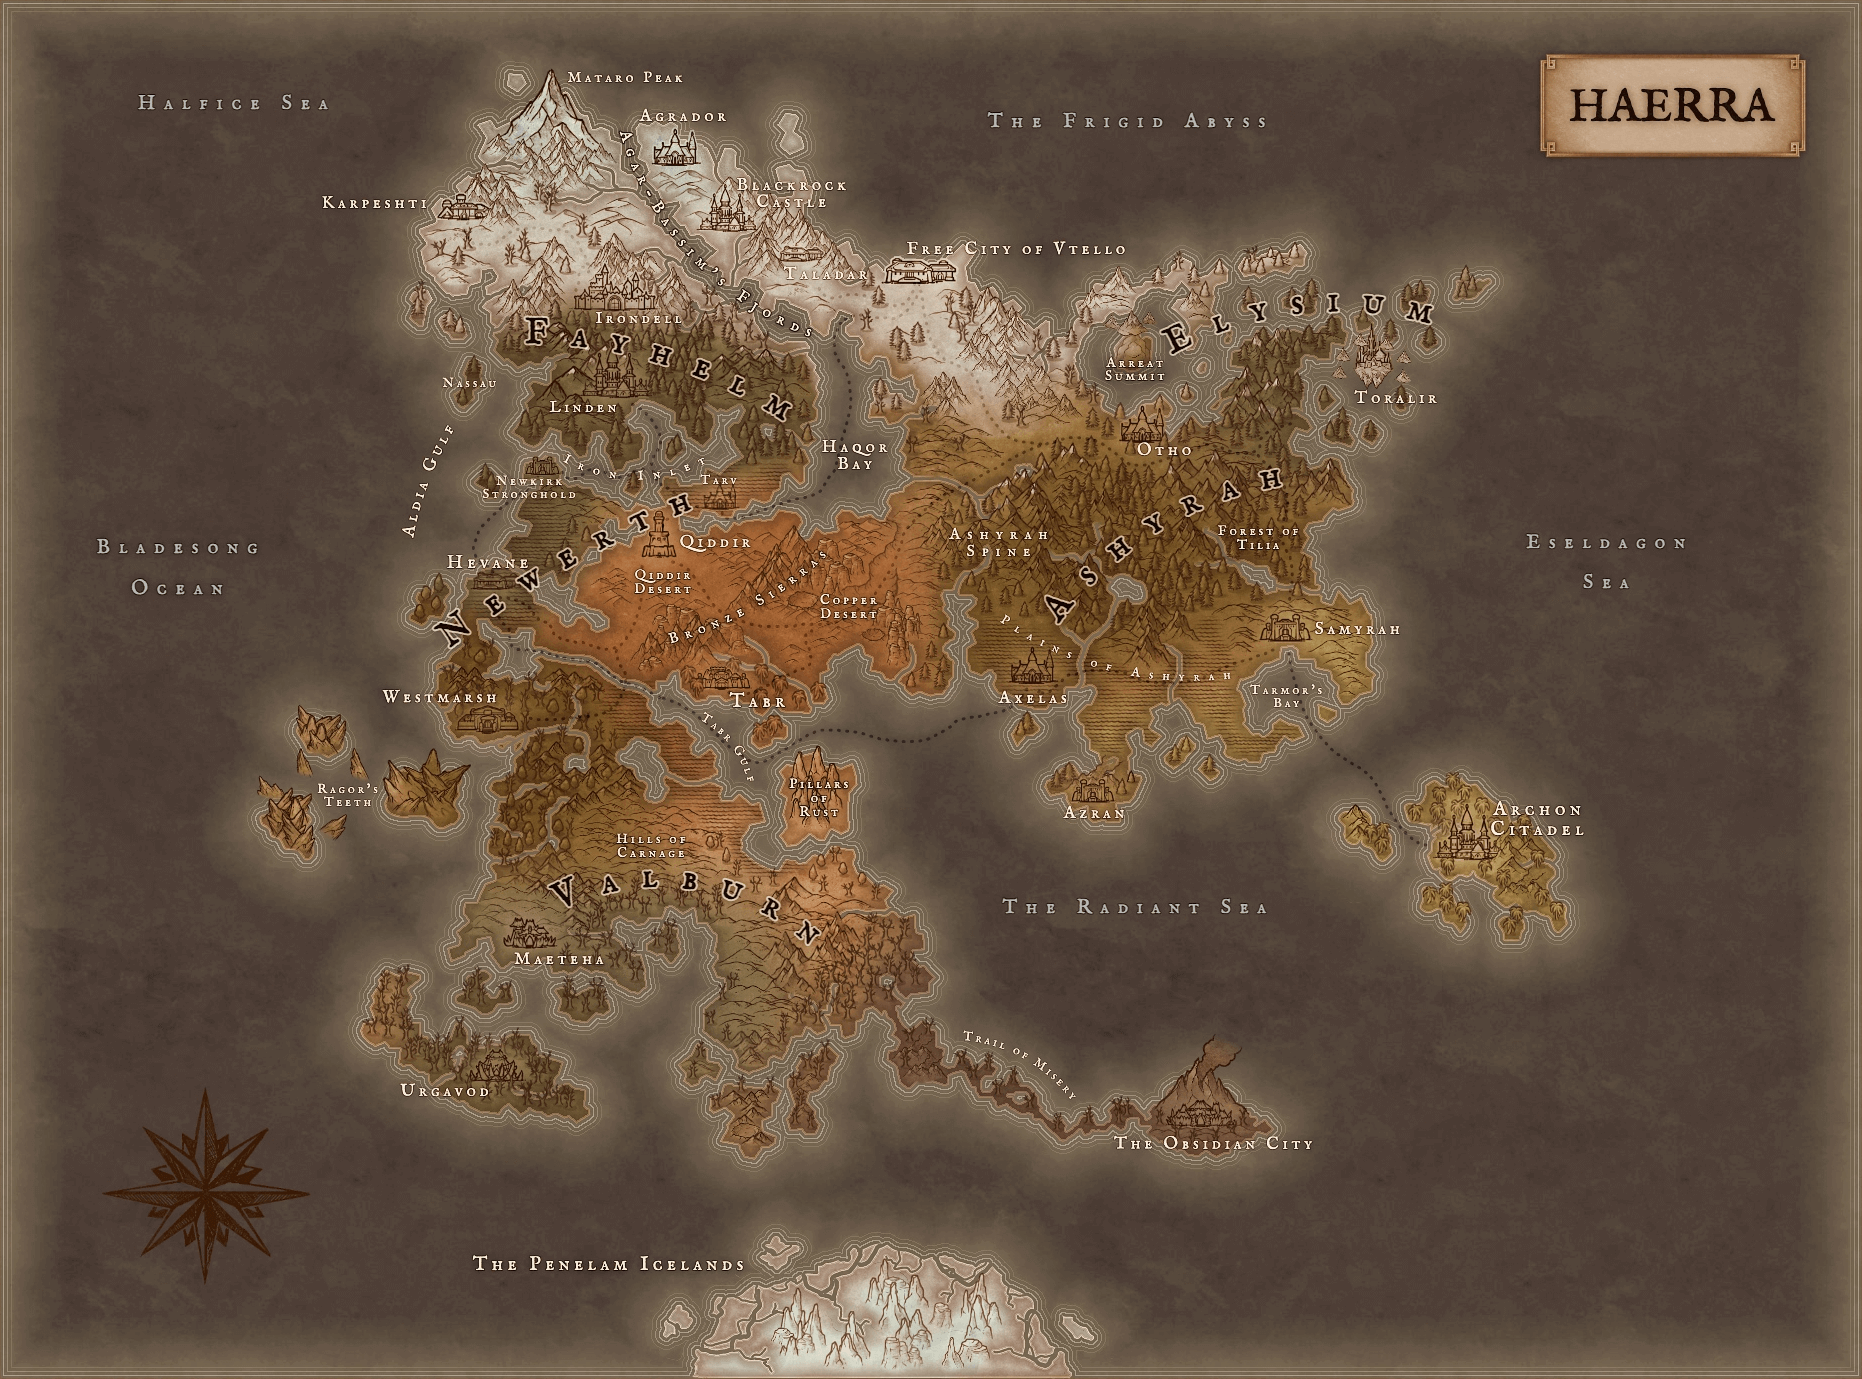 Mataro Peak
Halfice Sea
HAERRA
Agrador
The Frigid Abyss
Agar-Bassim's Fjords
Blackrock
Castle
Karpeshti
Free City of Vtello
Taladar
Irondell
Fayhelm
Elysium
Arreat
Summit
Nassau
Toralir
Linden
Aldia Gulf
Haqor
Bay
Otho
Iron Inlet
Newkirk
Stronghold
Tarv
Ashyrah
Newerth
Qiddir
Ashyrah
Spine
Forest of
Tilia
Bladesong
Ocean
Eseldagon
Sea
Hevane
Qiddir
Desert
Bronze Sierras
Copper
Desert
Plains of Ashyrah
Samyrah
Westmarsh
Tabr
Axelas
Tarmor's
Bay
Tabr Gulf
Ragor's
Teeth
Pillars
of
Rust
Azran
Archon
Citadel
Hills of
Carnage
Valburn
The Radiant Sea
Maeteha
Trail of Misery
Urgavod
The Obsidian City
The Penelam Icelands